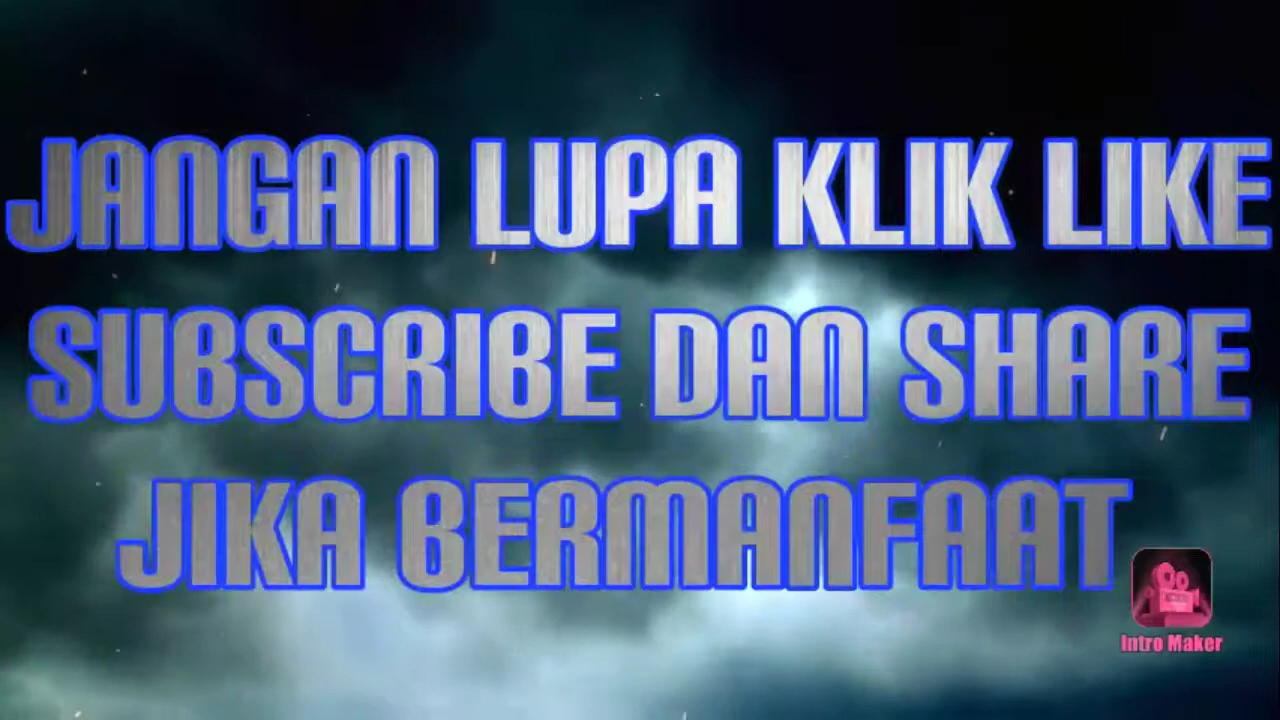 JANGAN LUPA KLIK LIKE
SUBSCRIBE DAN SHARE
JIKA BERMANFAAT
Intro Maker